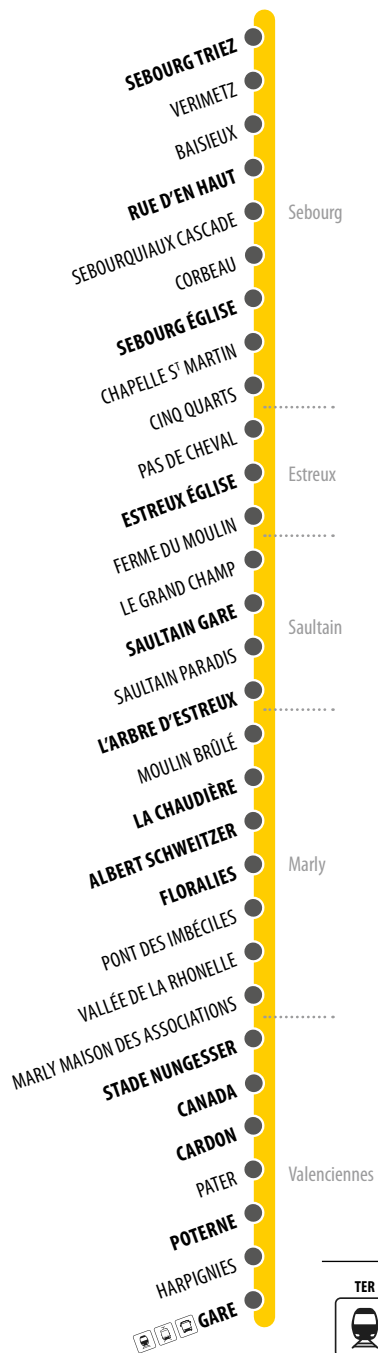 SEBOURG TRIEZ
VERIMETZ
BAISIEUX
RUE D'EN HAUT
SEBOURQUIAUX CASCADE
Sebourg
CORBEAU
SEBOURG ÉGLISE
CHAPELLE Sᵀ MARTIN
CINQ QUARTS
PAS DE CHEVAL
ESTREUX ÉGLISE
Estreux
FERME DU MOULIN
LE GRAND CHAMP
SAULTAIN GARE
Saultain
SAULTAIN PARADIS
L'ARBRE D'ESTREUX
MOULIN BRÛLÉ
LA CHAUDIÈRE
ALBERT SCHWEITZER
FLORALIES
Marly
PONT DES IMBÉCILES
VALLÉE DE LA RHONELLE
MARLY MAISON DES ASSOCIATIONS
STADE NUNGESSER
CANADA
CARDON
PATER
Valenciennes
POTERNE
HARPIGNIES
GARE
TER